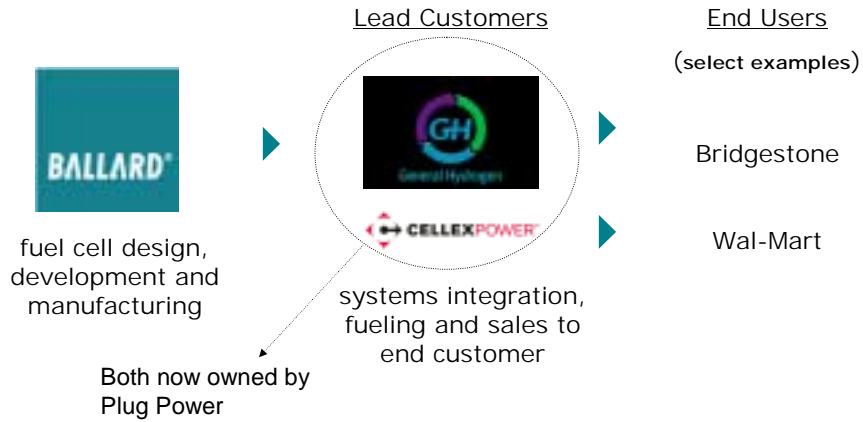 Lead Customers
End Users
(select examples)
BALLARD®
GH
General Hydrogen
CELLEXPOWER™
Bridgestone
Wal-Mart
fuel cell design,
development and
manufacturing
systems integration,
fueling and sales to
end customer
Both now owned by
Plug Power